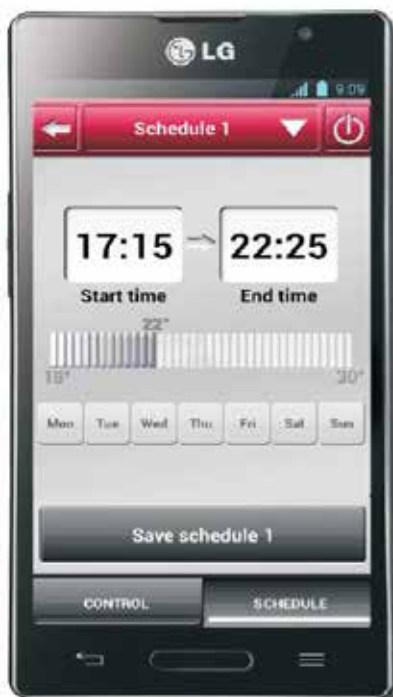 LG
9:09
Schedule 1
17:15 22:25
Start time End time
22°
16° 30°
Mon Tue Wed Thu Fri Sat Sun
Save schedule 1
CONTROL SCHEDULE